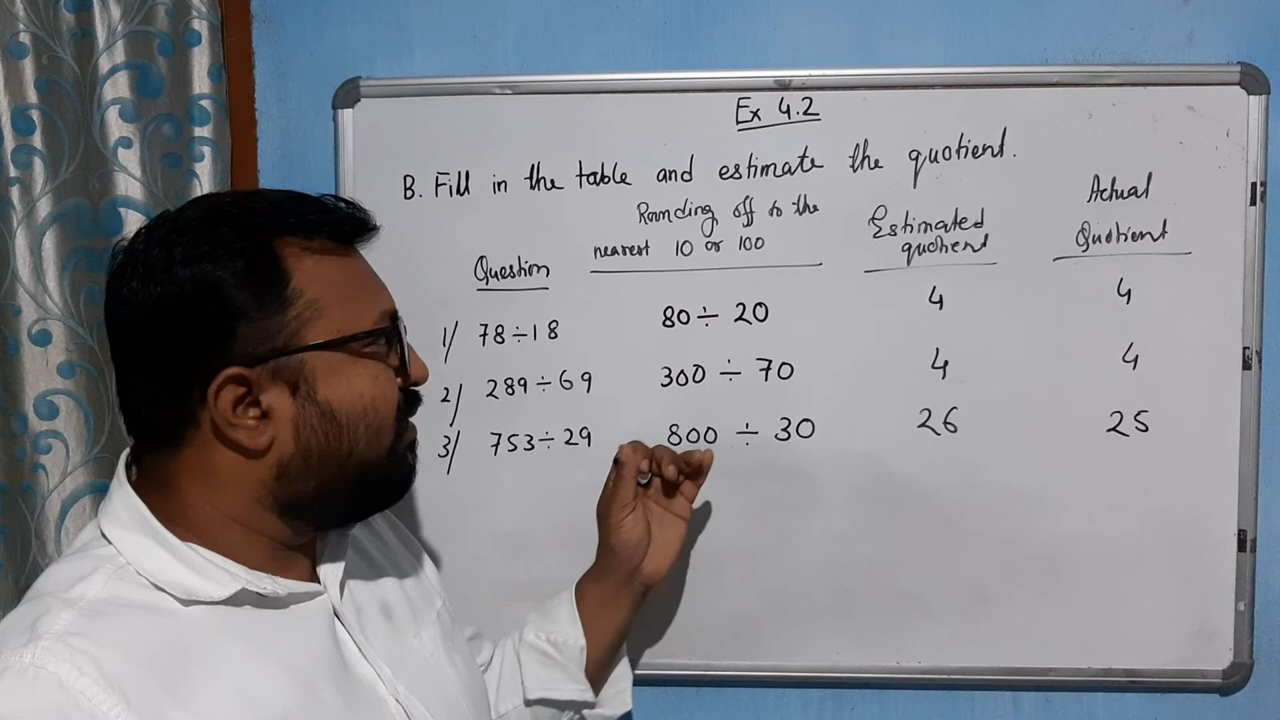 Ex 4.2
B. Fill in the table and estimate the quotient.
Question
Rounding off to the
nearest 10 or 100
Estimated
quotient
Actual
Quotient
1) 78÷18 80÷20 4 4
2) 289÷69 300÷70 4 4
3) 753÷29 800÷30 26 25